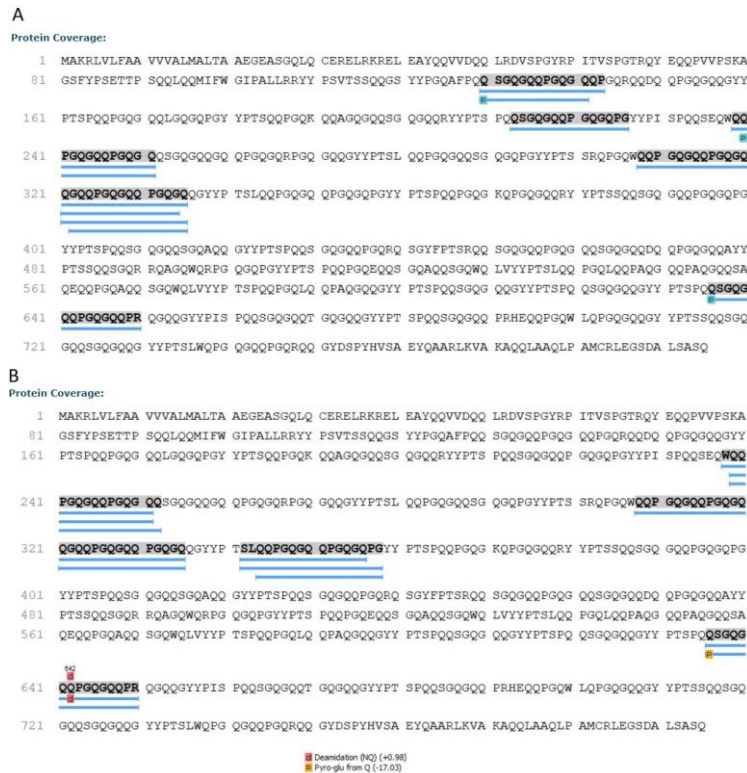 A
Protein Coverage:
1 MAKRLVLFAA VVVALMALTA AEGEASGQLQ CERELRKREL EAYQQVVDQQ LRDVSPGYRP ITVSPGTRQY EQQPVVPSKA
81 GSFYPSETTP SQQLQQMIFW GIPALLRRYY PSVTSSQQGS YYPGQAFPQQ SGQGQQPGQG QQPGQRQQDY QPGQGQQGYY
161 PTSPQQPGQG QQLGQGQPGY YPTSQQPGQK QQAGQGQQSG QGQQRYYPTS PQQSGQGQQP GQGQQPGYYPI SPQQSEQWQQ
241 PGQGQQPGQG QQSGQGQQGQ QPGQGQRPGQ GQQGYYPTSL QQPGQGQQSG QGQPGYYPTS SRQPGQWQQP GQGQQPGQGQ
321 QGQQPGQGQQ PGQGQQGYYP TSLQQPGQGQ QPGQGQPGYY PTSPQQPGQG KQPGQGQQRY YPTSSQQSGQ GQQPGQGQPG
401 YYPTSPQQSG QGQQSGQAQQ GYYPTSPQQS GQGQQPGQRQ SGYFPTSRQQ SGQGQQPGQG QQSGQGQQDQ QPGQGQQAYY
481 PTSSQQSGQR RQAGQWQRPG QGQPGYYPTS PQQPGQEQQS GQAQQSGQWQ LVYYPTSLQQ PGQLQQPAQG QQPAQGQQSA
561 QEQQPGQAQQ SGQWQLVYYP TSPQQPGQLQ QPAQGQQGYY PTSPQQSGQG QQGYYPTSPQ QSGQGQQGYY PTSPQQSGQG
641 QQPGQGQQPR QGQQGYYPIS PQQSGQGQQT GQGQQGYYPT SPQQSGQGQQ PRHEQQPGQW LQPGQGQQGY YPTSSQQSGQ
721 GQQSGQGQQG YYPTSLWQPG QGQQPGQRQQ GYDSPYHVSA EYQAARLKVA KAQQLAAQLP AMCRLEGSDA LSASQ
B
Protein Coverage:
1 MAKRLVLFAA VVVALMALTA AEGEASGQLQ CERELRKREL EAYQQVVDQQ LRDVSPGYRP ITVSPGTRQY EQQPVVPSKA
81 GSFYPSETTP SQQLQQMIFW GIPALLRRYY PSVTSSQQGS YYPGQAFPQQ SGQGQQPGQG QQPGQRQQDQ QPGQGQQGYY
161 PTSPQQPGQG QQLGQGQPGY YPTSQQPGQK QQAGQGQQSG QGQQRYYPTS PQQSGQGQQP GQGQPGYYPI SPQQSEQWQQ
241 PGQGQQPGQG QQSGQGQQGQ QPGQGQRPGQ GQQGYYPTSL QQPGQGQQSG QGQPGYYPTS SRQPGQWQQP GQGQQPGQGQ
321 QGQQPGQGQQ PGQGQQGYYP TSLQQPGQGQ QPGQGQPGYY PTSPQQPGQG KQPGQGQQRY YPTSSQQSGQ GQQPGQGQPG
401 YYPTSPQQSG QGQQSGQAQQ GYYPTSPQQS GQGQQPGQRQ SGYFPTSRQQ SGQGQQPGQG QQSGQGQQDQ QPGQGQQAYY
481 PTSSQQSGQR RQAGQWQRPG QGQPGYYPTS PQQPGQEQQS GQAQQSGQWQ LVYYPTSLQQ PGQLQQPAQG QQPAQGQQSA
561 QEQQPGQAQQ SGQWQLVYYP TSPQQPGQLQ QPAQGQQGYY PTSPQQSGQG QQGYYPTSPQ QSGQGQQGYY PTSPQQSGQG
642
641 QQPGQGQQPR QGQQGYYPIS PQQSGQGQQT GQGQQGYYPT SPQQSGQGQQ PRHEQQPGQW LQPGQGQQGY YPTSSQQSGQ
721 GQQSGQGQQG YYPTSLWQPG QGQQPGQRQQ GYDSPYHVSA EYQAARLKVA KAQQLAAQLP AMCRLEGSDA LSASQ
d Deamidation (NQ) (+0.98)
p Pyro-glu from Q (-17.03)